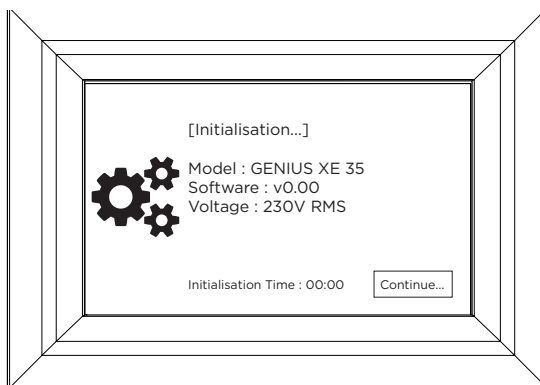 [Initialisation...]
Model : GENIUS XE 35
Software : v0.00
Voltage : 230V RMS
Initialisation Time : 00:00
Continue...